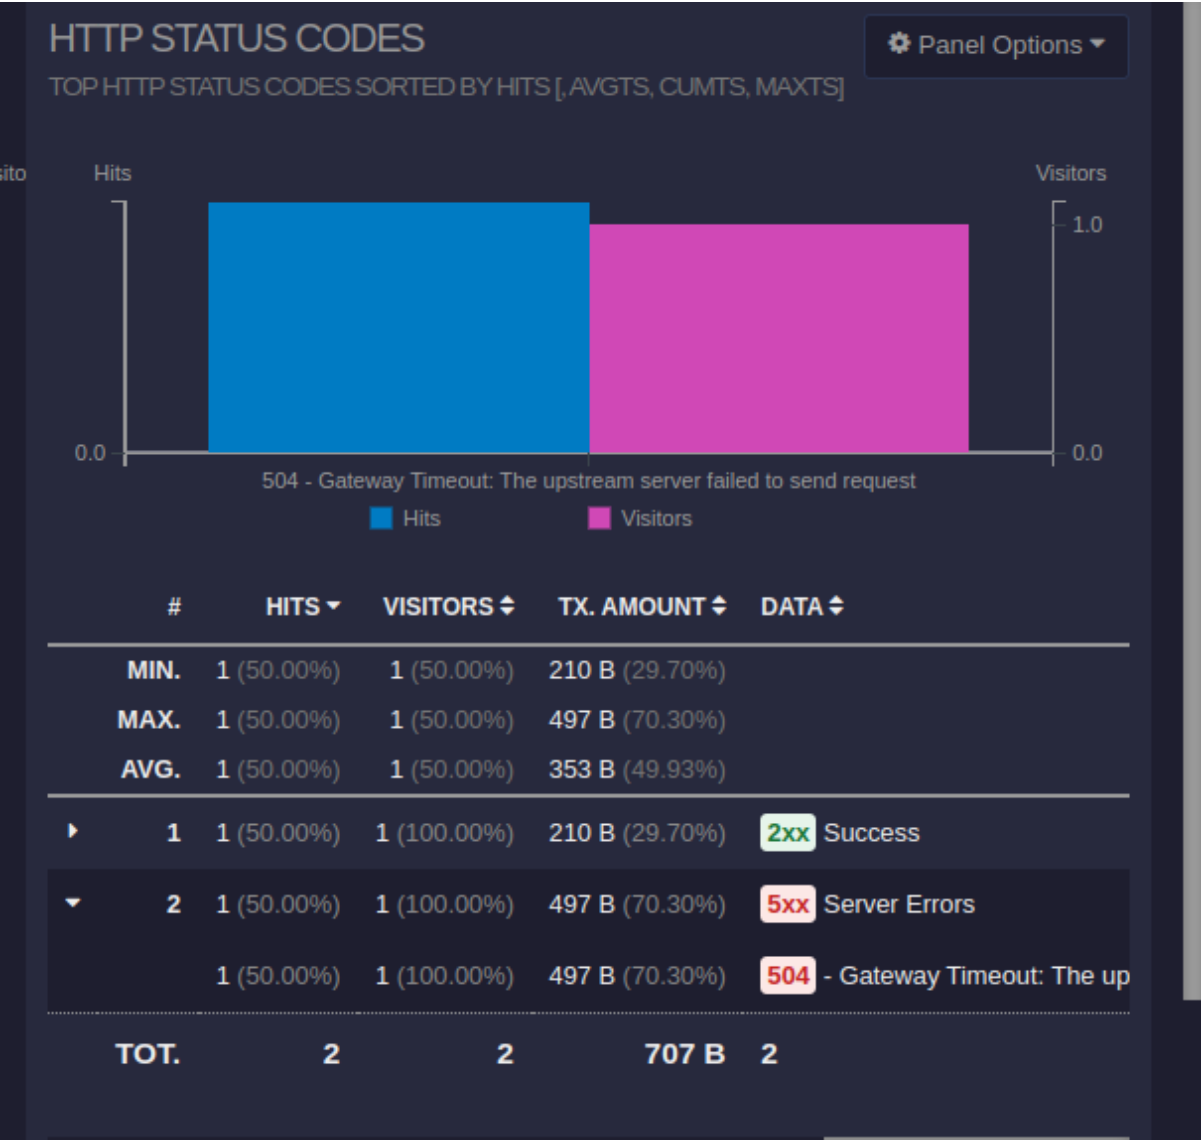 HTTP STATUS CODES
Panel Options
TOP HTTP STATUS CODES SORTED BY HITS [, AVGTS, CUMTS, MAXTS]
Hits
Visitors
1.0
0.0
0.0
504 - Gateway Timeout: The upstream server failed to send request
Hits Visitors
# HITS VISITORS TX. AMOUNT DATA
MIN. 1 (50.00%) 1 (50.00%) 210 B (29.70%)
MAX. 1 (50.00%) 1 (50.00%) 497 B (70.30%)
AVG. 1 (50.00%) 1 (50.00%) 353 B (49.93%)
1 1 (50.00%) 1 (100.00%) 210 B (29.70%) 2xx Success
2 1 (50.00%) 1 (100.00%) 497 B (70.30%) 5xx Server Errors
1 (50.00%) 1 (100.00%) 497 B (70.30%) 504 - Gateway Timeout: The up
TOT. 2 2 707 B 2